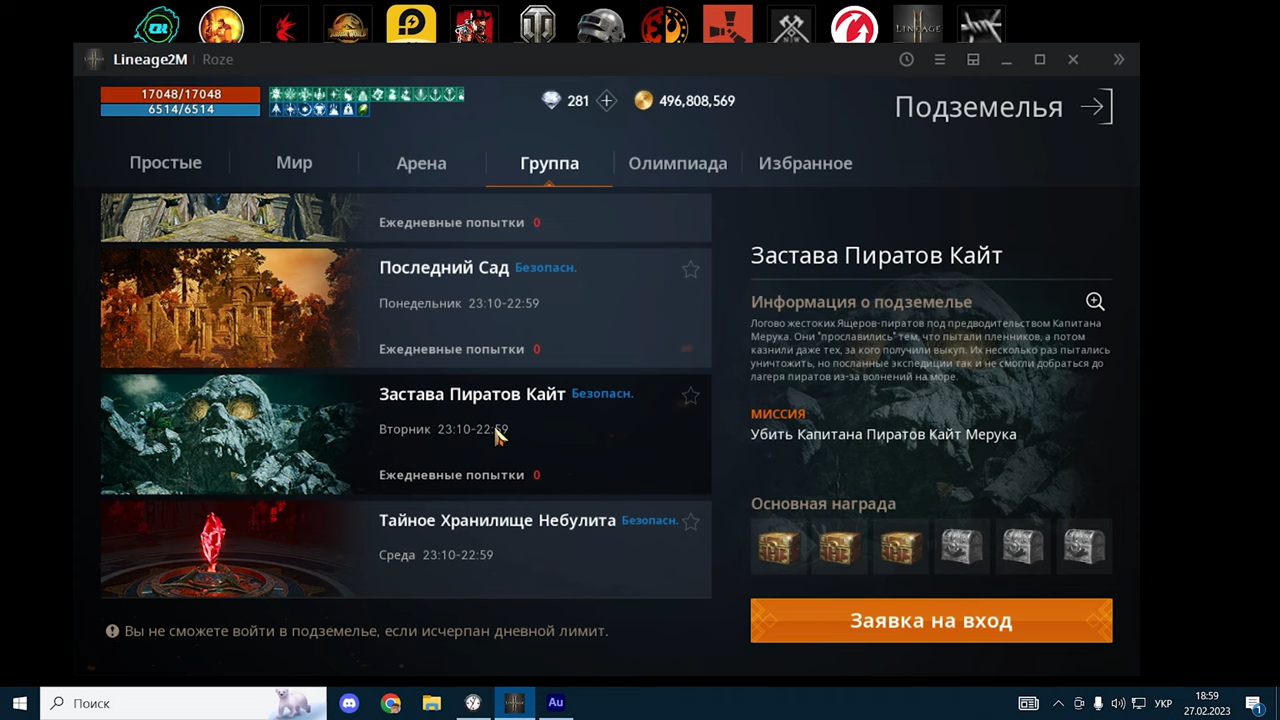 LINEAGE
Lineage2M | Roze
17048/17048
6514/6514
281
496,808,569
Подземелья
Простые
Мир
Арена
Группа
Олимпиада
Избранное
Ежедневные попытки 0
Последний Сад Безопасн.
Понедельник 23:10-22:59
Ежедневные попытки 0
Застава Пиратов Кайт Безопасн.
Вторник 23:10-22:59
Ежедневные попытки 0
Тайное Хранилище Небулита Безопасн.
Среда 23:10-22:59
Вы не сможете войти в подземелье, если исчерпан дневной лимит.
Застава Пиратов Кайт
Информация о подземелье
Логово жестоких Ящеров-пиратов под предводительством Капитана
Мерука. Они "прославились" тем, что пытали пленников, а потом
казнили даже тех, за кого получили выкуп. Их несколько раз пытались
уничтожить, но посланные экспедиции так и не смогли добраться до
лагеря пиратов из-за волнений на море.
МИССИЯ
Убить Капитана Пиратов Кайт Мерука
Основная награда
Заявка на вход
Поиск
Au
УКР
18:59
27.02.2023
1